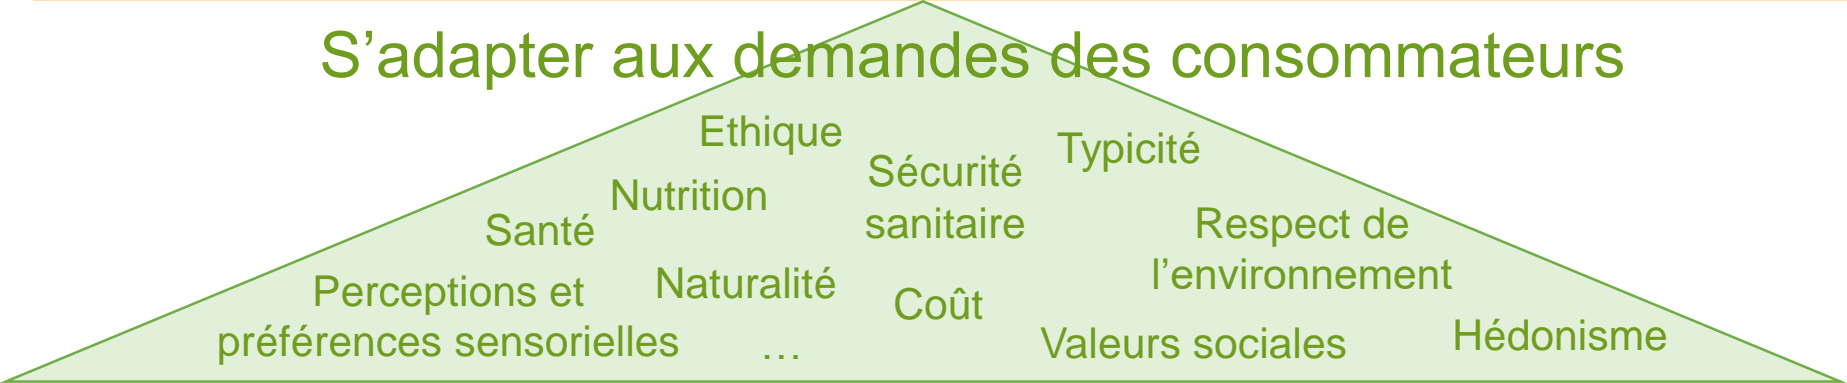 S’adapter aux demandes des consommateurs
Ethique
Typicité
Sécurité
sanitaire
Nutrition
Santé
Respect de
l’environnement
Perceptions et
préférences sensorielles
Naturalité
Coût
…
Valeurs sociales
Hédonisme